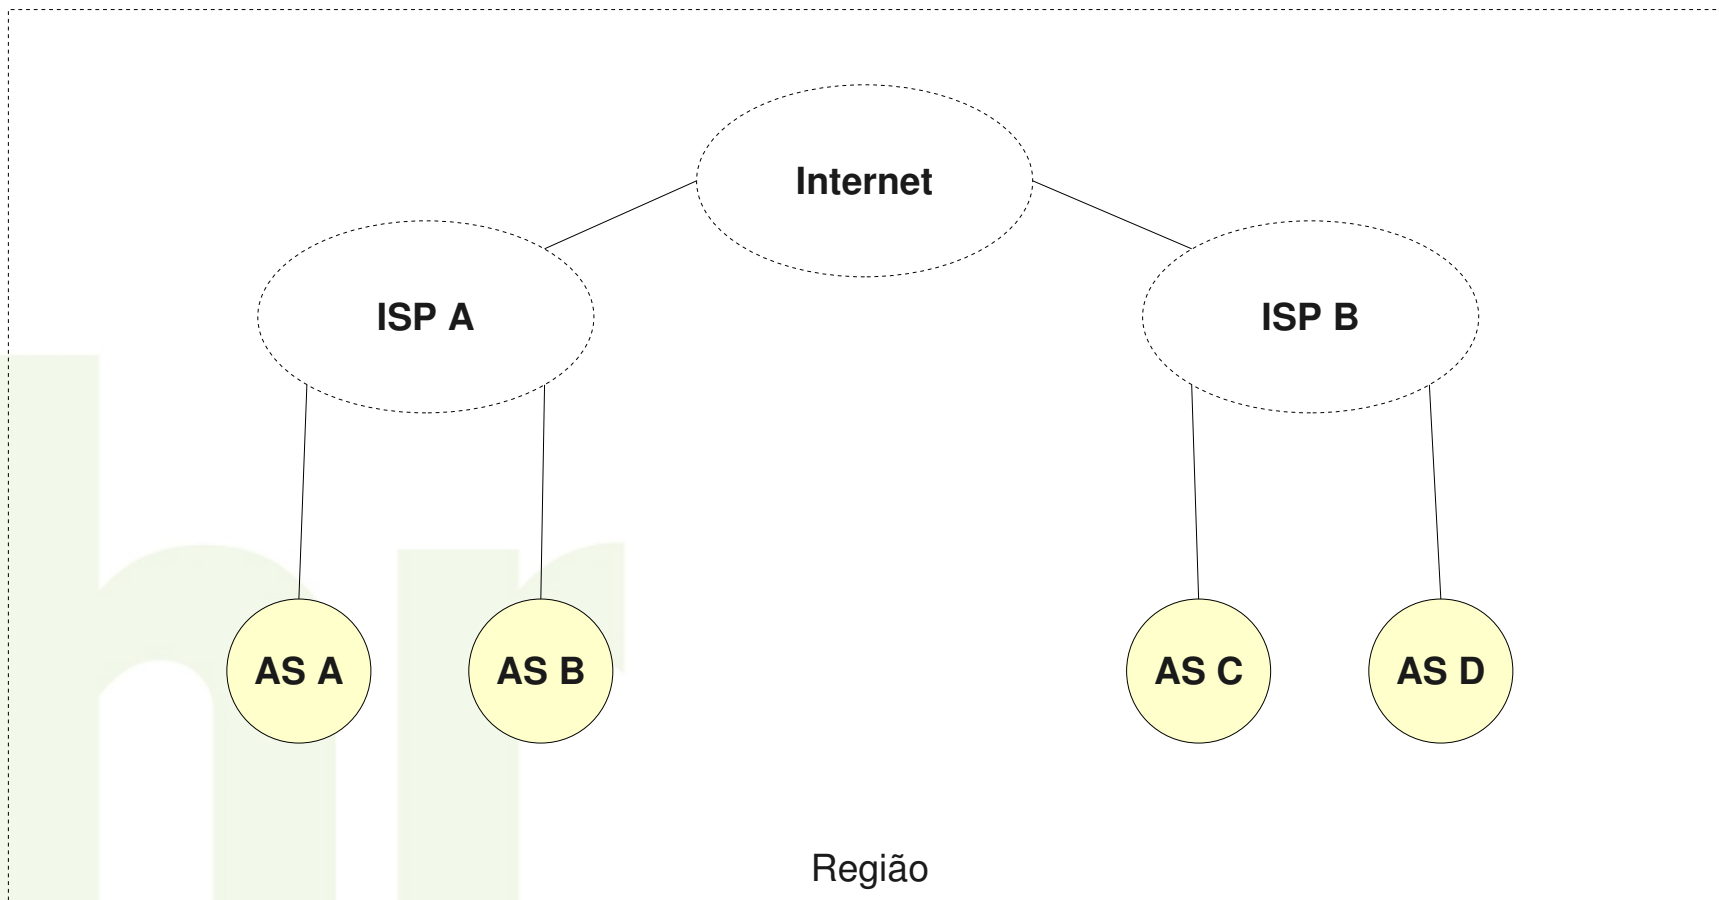 Internet
ISP A
ISP B
AS A
AS B
AS C
AS D
Região